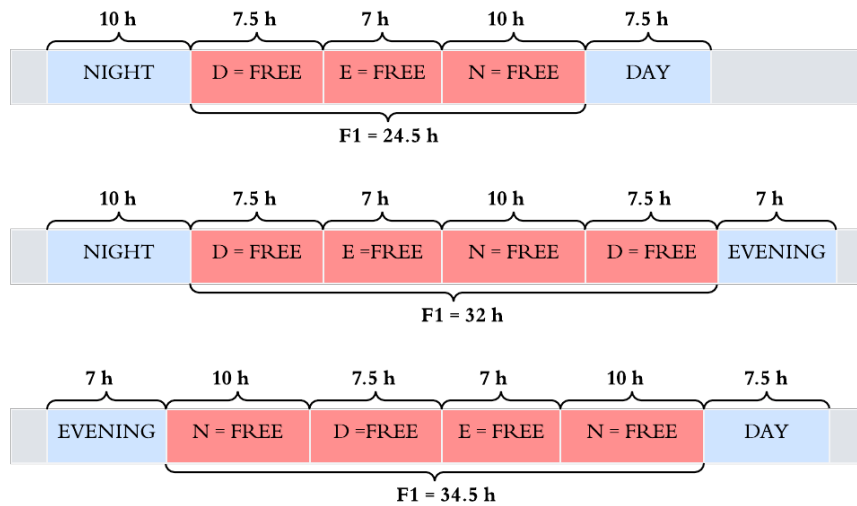 10 h 7.5 h 7 h 10 h 7.5 h
NIGHT D = FREE E = FREE N = FREE DAY
F1 = 24.5 h
10 h 7.5 h 7 h 10 h 7.5 h 7 h
NIGHT D = FREE E =FREE N = FREE D = FREE EVENING
F1 = 32 h
7 h 10 h 7.5 h 7 h 10 h 7.5 h
EVENING N = FREE D =FREE E = FREE N = FREE DAY
F1 = 34.5 h